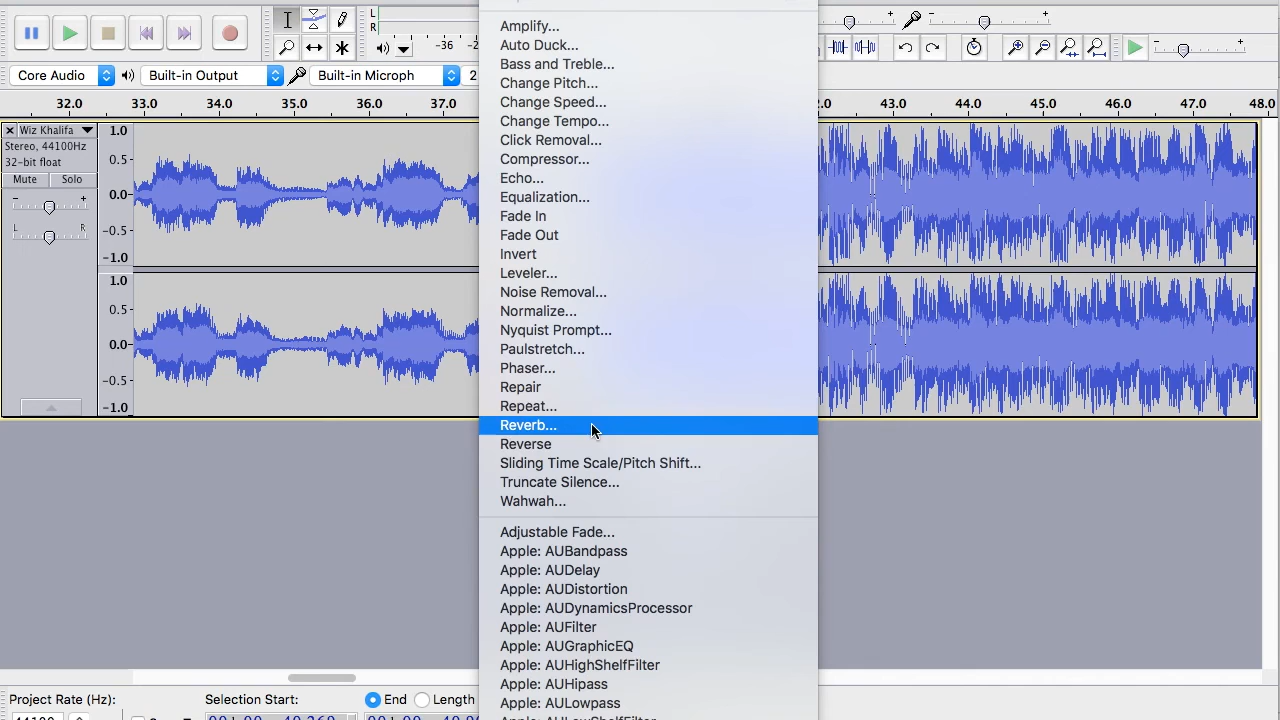 L
R
-36
Core Audio
Built-in Output
Built-in Microph
2
32.0 33.0 34.0 35.0 36.0 37.0 2.0 43.0 44.0 45.0 46.0 47.0 48.0
Wiz Khalifa
Stereo, 44100Hz
32-bit float
Mute Solo
- +
L R
1.0
0.5-
0.0-
-0.5-
-1.0
1.0
0.5-
0.0-
-0.5-
-1.0
Amplify...
Auto Duck...
Bass and Treble...
Change Pitch...
Change Speed...
Change Tempo...
Click Removal...
Compressor...
Echo...
Equalization...
Fade In
Fade Out
Invert
Leveler...
Noise Removal...
Normalize...
Nyquist Prompt...
Paulstretch...
Phaser...
Repair
Repeat...
Reverb...
Reverse
Sliding Time Scale/Pitch Shift...
Truncate Silence...
Wahwah...
Adjustable Fade...
Apple: AUBandpass
Apple: AUDelay
Apple: AUDistortion
Apple: AUDynamicsProcessor
Apple: AUFilter
Apple: AUGraphicEQ
Apple: AUHighShelfFilter
Apple: AUHipass
Apple: AULowpass
Apple: AULowShelfFilter
Project Rate (Hz):
44100
Selection Start:
End Length